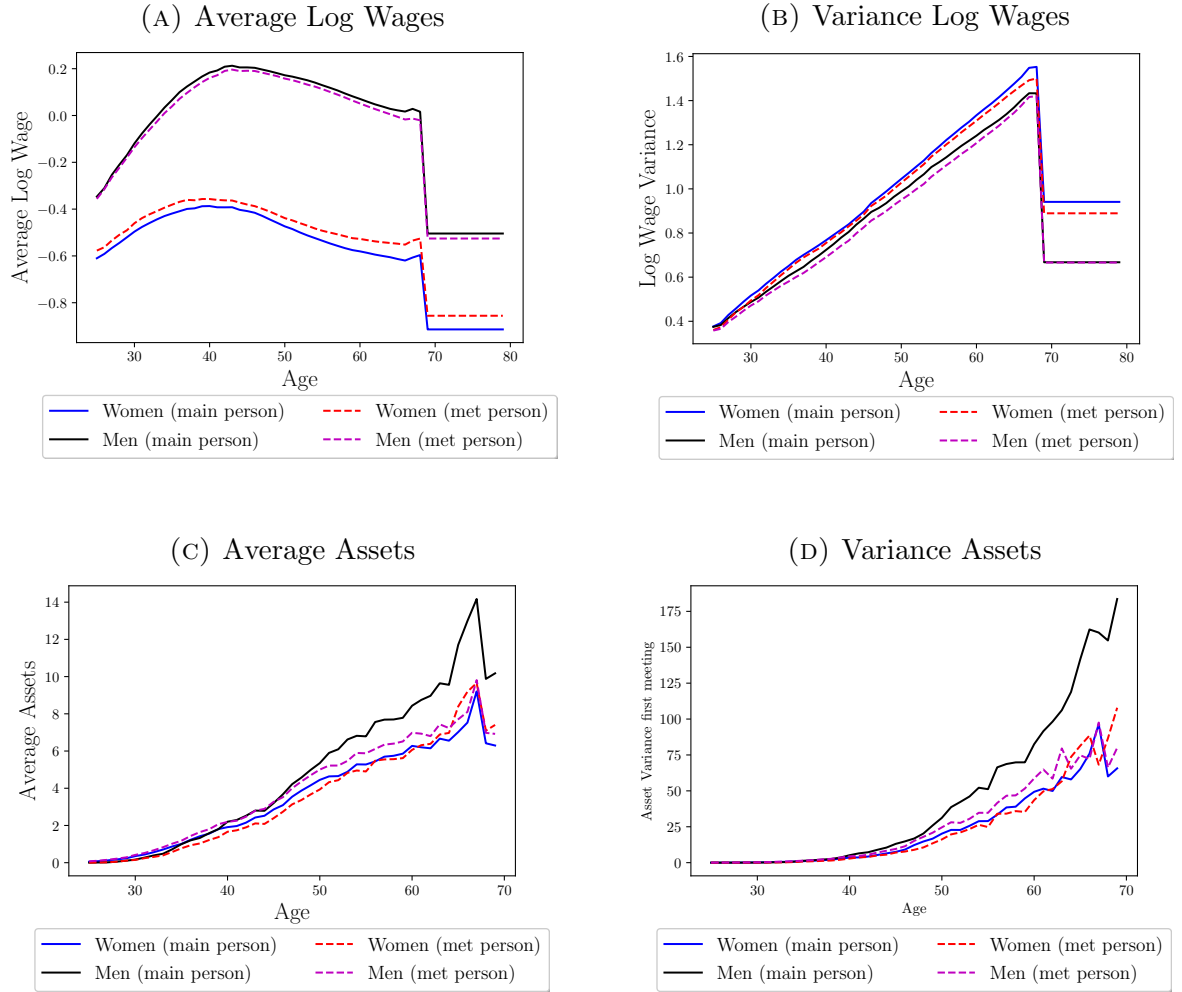 (A) Average Log Wages
Average Log Wage
0.2
0.0
−0.2
−0.4
−0.6
−0.8
30 40 50 60 70 80
Age
Women (main person) Women (met person)
Men (main person) Men (met person)
(B) Variance Log Wages
Log Wage Variance
1.6
1.4
1.2
1.0
0.8
0.6
0.4
30 40 50 60 70 80
Age
Women (main person) Women (met person)
Men (main person) Men (met person)
(C) Average Assets
Average Assets
14
12
10
8
6
4
2
0
30 40 50 60 70
Age
Women (main person) Women (met person)
Men (main person) Men (met person)
(D) Variance Assets
Asset Variance first meeting
175
150
125
100
75
50
25
0
30 40 50 60 70
Age
Women (main person) Women (met person)
Men (main person) Men (met person)